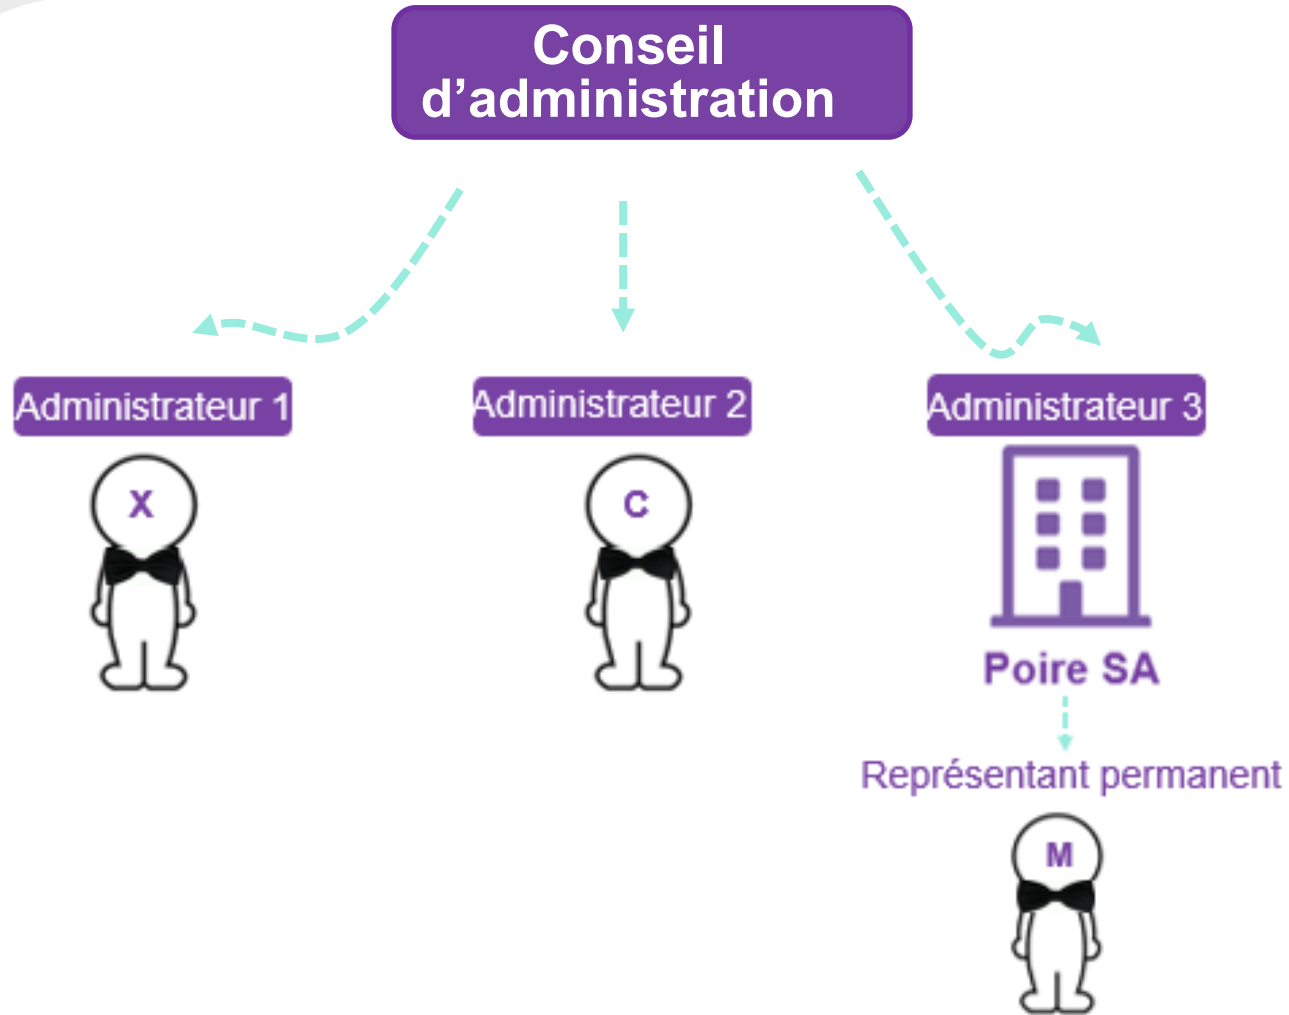 Conseil
d’administration
Administrateur 1
Administrateur 2
Administrateur 3
X
C
Poire SA
Représentant permanent
M